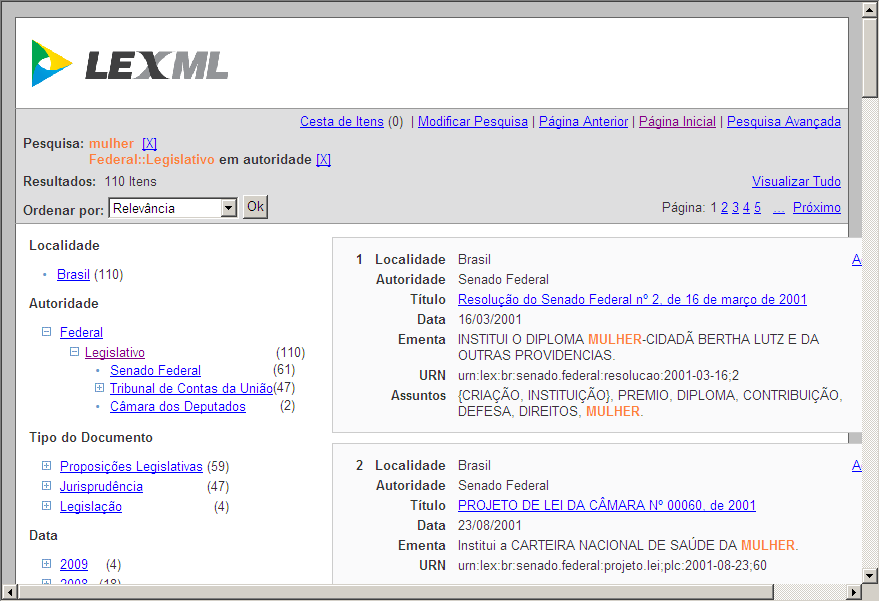 LEXML
Cesta de Itens (0) | Modificar Pesquisa | Página Anterior | Página Inicial | Pesquisa Avançada
Pesquisa: mulher [X]
Federal::Legislativo em autoridade [X]
Resultados: 110 Itens
Visualizar Tudo
Ordenar por: Relevância Ok
Página: 1 2 3 4 5 ... Próximo
Localidade
Brasil (110)
Autoridade
Federal
Legislativo (110)
Senado Federal (61)
Tribunal de Contas da União (47)
Câmara dos Deputados (2)
Tipo do Documento
Proposições Legislativas (59)
Jurisprudência (47)
Legislação (4)
Data
2009 (4)
2008 (18)
1 Localidade Brasil A
Autoridade Senado Federal
Título Resolução do Senado Federal nº 2, de 16 de março de 2001
Data 16/03/2001
Ementa INSTITUI O DIPLOMA MULHER-CIDADÃ BERTHA LUTZ E DA
OUTRAS PROVIDENCIAS.
URN urn:lex:br:senado.federal:resolucao:2001-03-16;2
Assuntos {CRIAÇÃO, INSTITUIÇÃO}, PREMIO, DIPLOMA, CONTRIBUIÇÃO,
DEFESA, DIREITOS, MULHER.
2 Localidade Brasil A
Autoridade Senado Federal
Título PROJETO DE LEI DA CÂMARA Nº 00060, de 2001
Data 23/08/2001
Ementa Institui a CARTEIRA NACIONAL DE SAÚDE DA MULHER.
URN urn:lex:br:senado.federal:projeto.lei;plc:2001-08-23;60